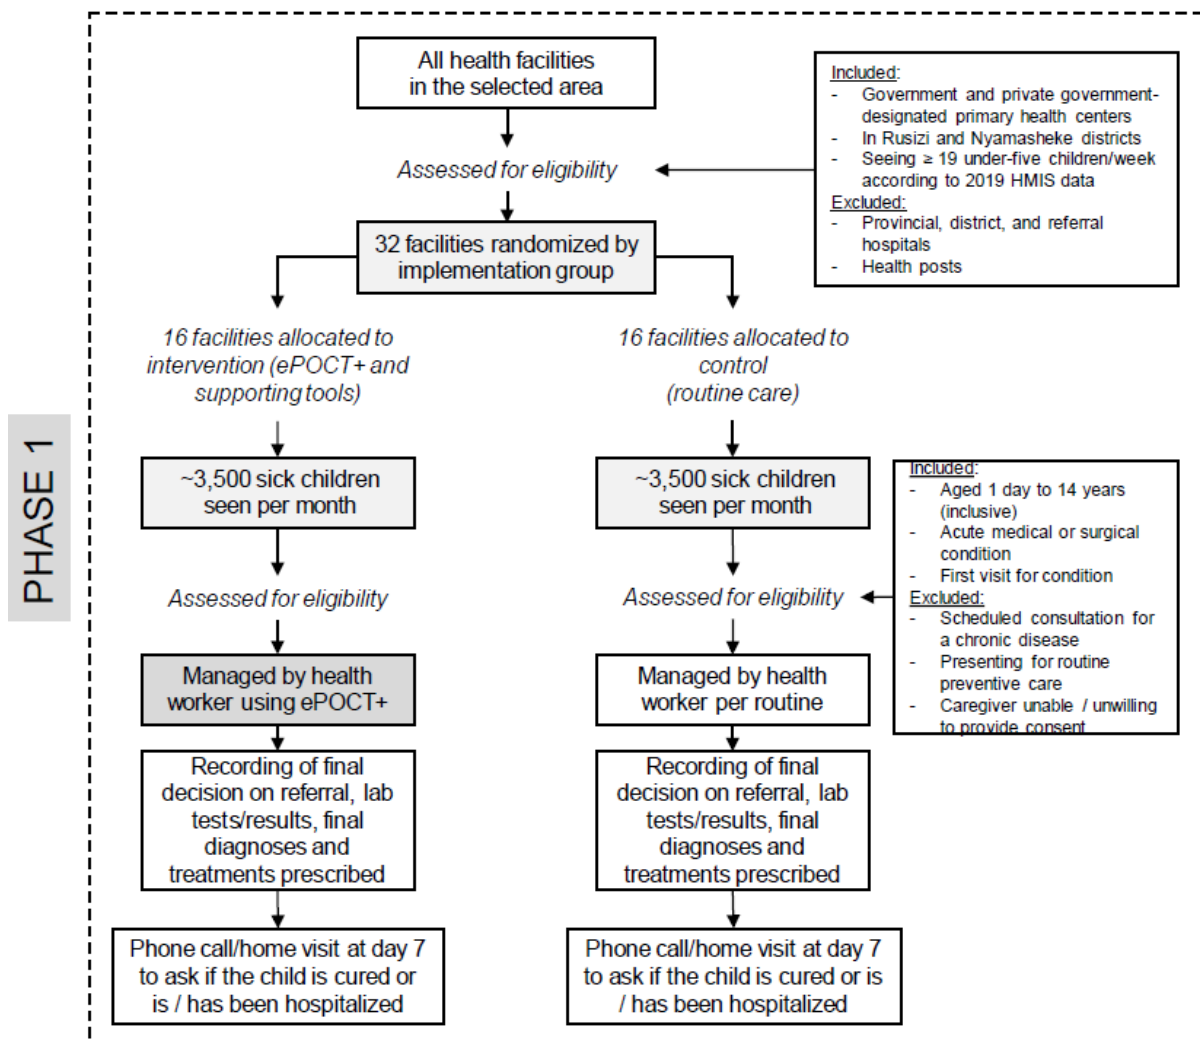 PHASE 1
All health facilities
in the selected area
Included:
- Government and private government-
designated primary health centers
- In Rusizi and Nyamasheke districts
- Seeing ≥ 19 under-five children/week
according to 2019 HMIS data
Excluded:
- Provincial, district, and referral
hospitals
- Health posts
Assessed for eligibility
32 facilities randomized by
implementation group
16 facilities allocated to
intervention (ePOCT+ and
supporting tools)
16 facilities allocated to
control
(routine care)
~3,500 sick children
seen per month
~3,500 sick children
seen per month
Included:
- Aged 1 day to 14 years
(inclusive)
- Acute medical or surgical
condition
- First visit for condition
Excluded:
- Scheduled consultation for
a chronic disease
- Presenting for routine
preventive care
- Caregiver unable / unwilling
to provide consent
Assessed for eligibility
Assessed for eligibility
Managed by health
worker using ePOCT+
Managed by health
worker per routine
Recording of final
decision on referral, lab
tests/results, final
diagnoses and
treatments prescribed
Recording of final
decision on referral, lab
tests/results, final
diagnoses and
treatments prescribed
Phone call/home visit at day 7
to ask if the child is cured or
is / has been hospitalized
Phone call/home visit at day 7
to ask if the child is cured or is
/ has been hospitalized